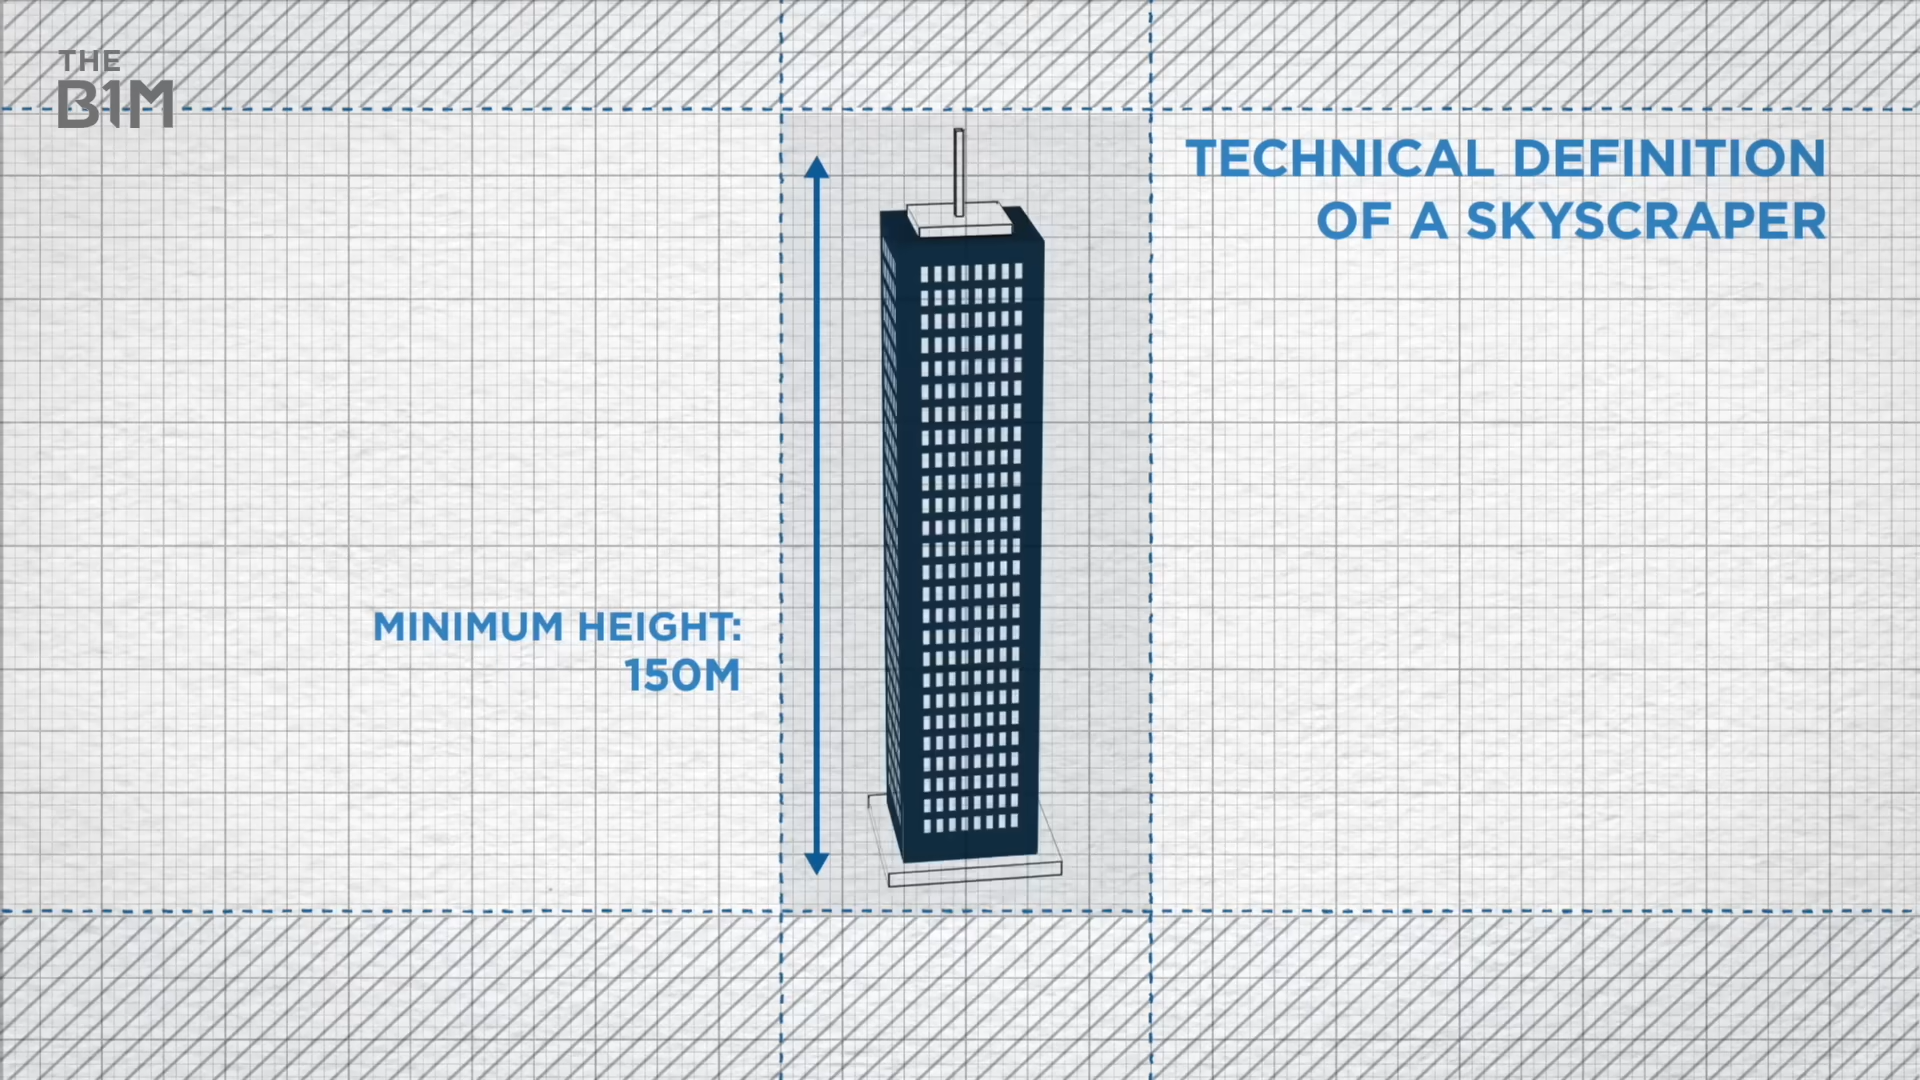 THE
B1M
TECHNICAL DEFINITION
OF A SKYSCRAPER
MINIMUM HEIGHT:
150M